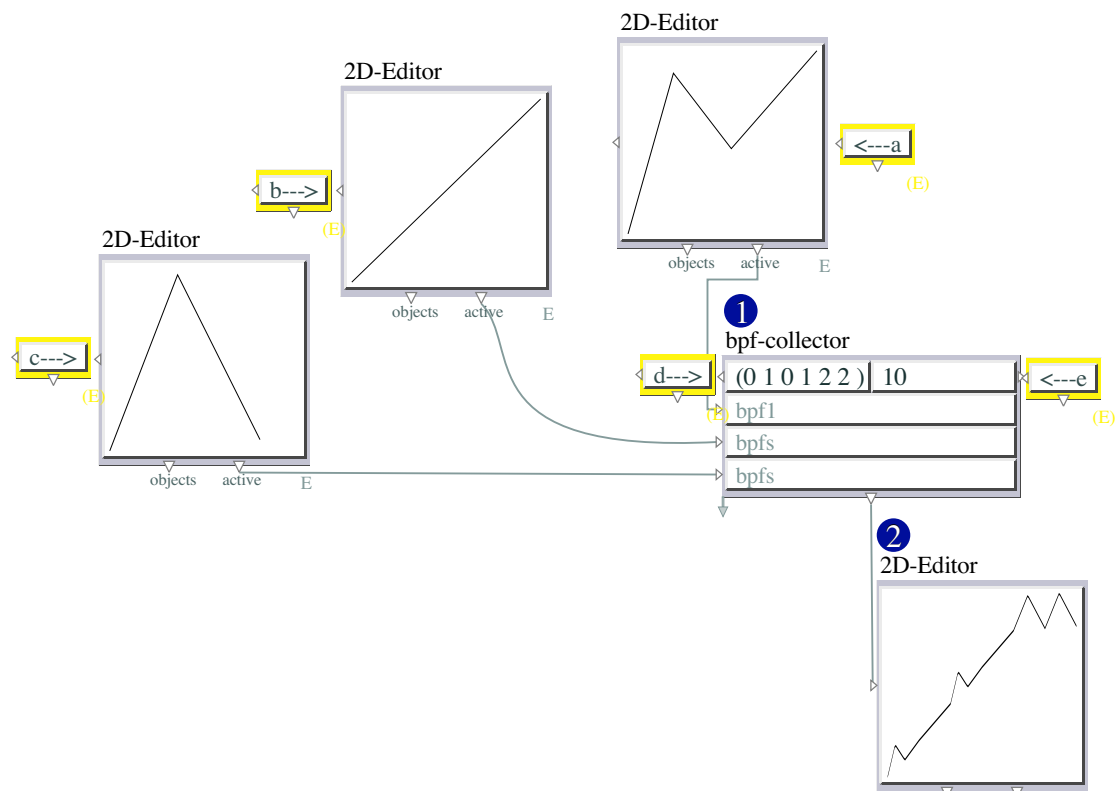 2D-Editor
<---a
(E)
objects
active
E
2D-Editor
b--->
(E)
objects
active
E
2D-Editor
c--->
(E)
objects
active
E
1
bpf-collector
d--->
(E)
(0 1 0 1 2 2 )
10
<---e
(E)
bpf1
bpfs
bpfs
2
2D-Editor